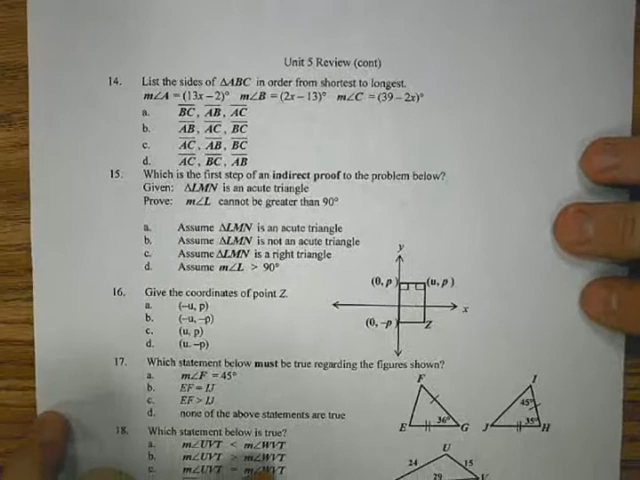 Unit 5 Review (cont)
14. List the sides of ΔABC in order from shortest to longest.
m∠A = (13x – 2)° m∠B = (2x – 13)° m∠C = (39 – 2x)°
a. BC, AB, AC
b. AB, AC, BC
c. AC, AB, BC
d. AC, BC, AB
15. Which is the first step of an indirect proof to the problem below?
Given: ΔLMN is an acute triangle
Prove: m∠L cannot be greater than 90°
a. Assume ΔLMN is an acute triangle
b. Assume ΔLMN is not an acute triangle
c. Assume ΔLMN is a right triangle
d. Assume m∠L > 90°
16. Give the coordinates of point Z.
a. (-u, p)
b. (-u, -p)
c. (u, p)
d. (u, -p)
y
(0, p)
(u, p)
x
(0, -p)
Z
17. Which statement below must be true regarding the figures shown?
a. m∠F = 45°
b. EF = IJ
c. EF > IJ
d. none of the above statements are true
F
E
36°
G
I
45°
J
35°
H
18. Which statement below is true?
a. m∠UVT < m∠WVT
b. m∠UVT > m∠WVT
c. m∠UVT = m∠WVT
U
24
15
29
V